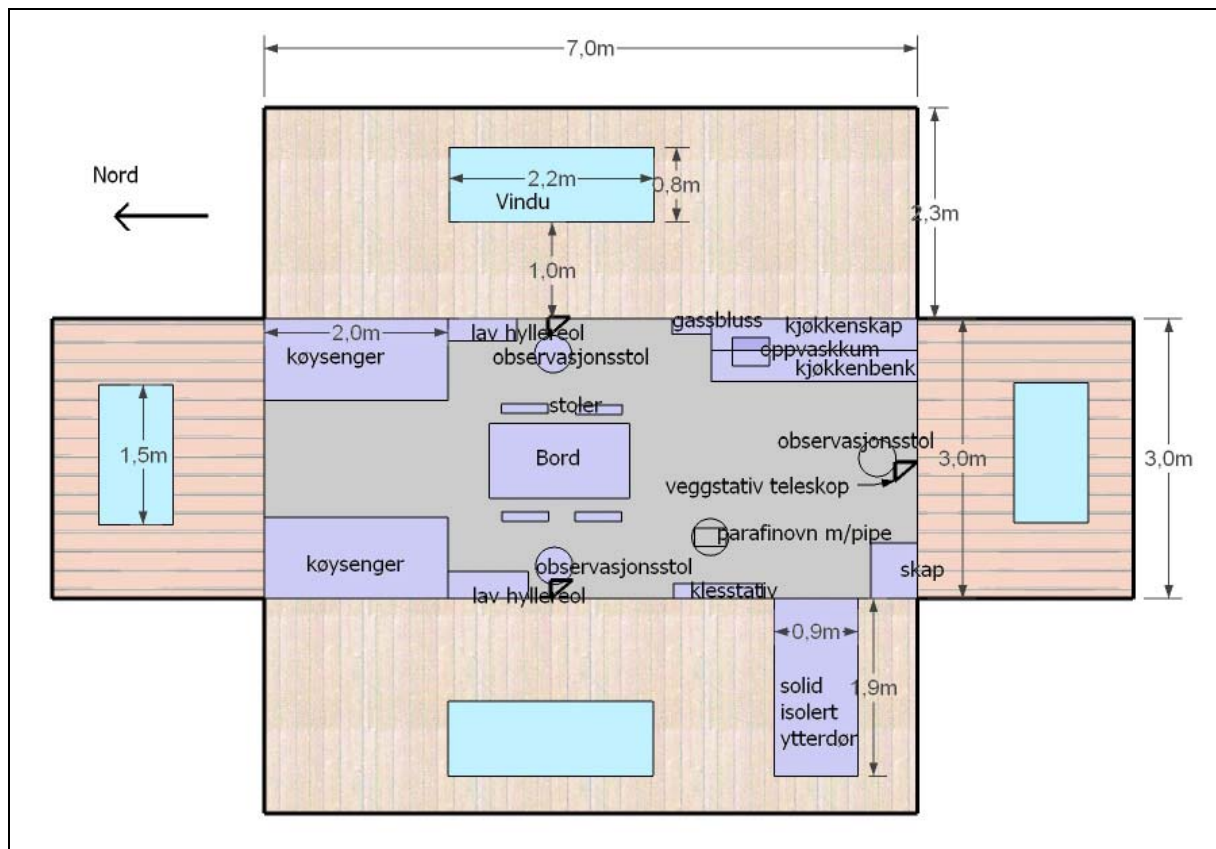 7,0m
Nord
2,2m
Vindu
0,8m
2,3m
1,0m
2,0m
køysenger
lav hyllereol
observasjonsstol
gassbluss
kjøkkenskap
oppvaskkum
kjøkkenbenk
stoler
Bord
1,5m
observasjonsstol
veggstativ teleskop
3,0m
3,0m
parafinovn m/pipe
køysenger
observasjonsstol
lav hyllereol
klesstativ
skap
0,9m
1,9m
solid
isolert
ytterdør